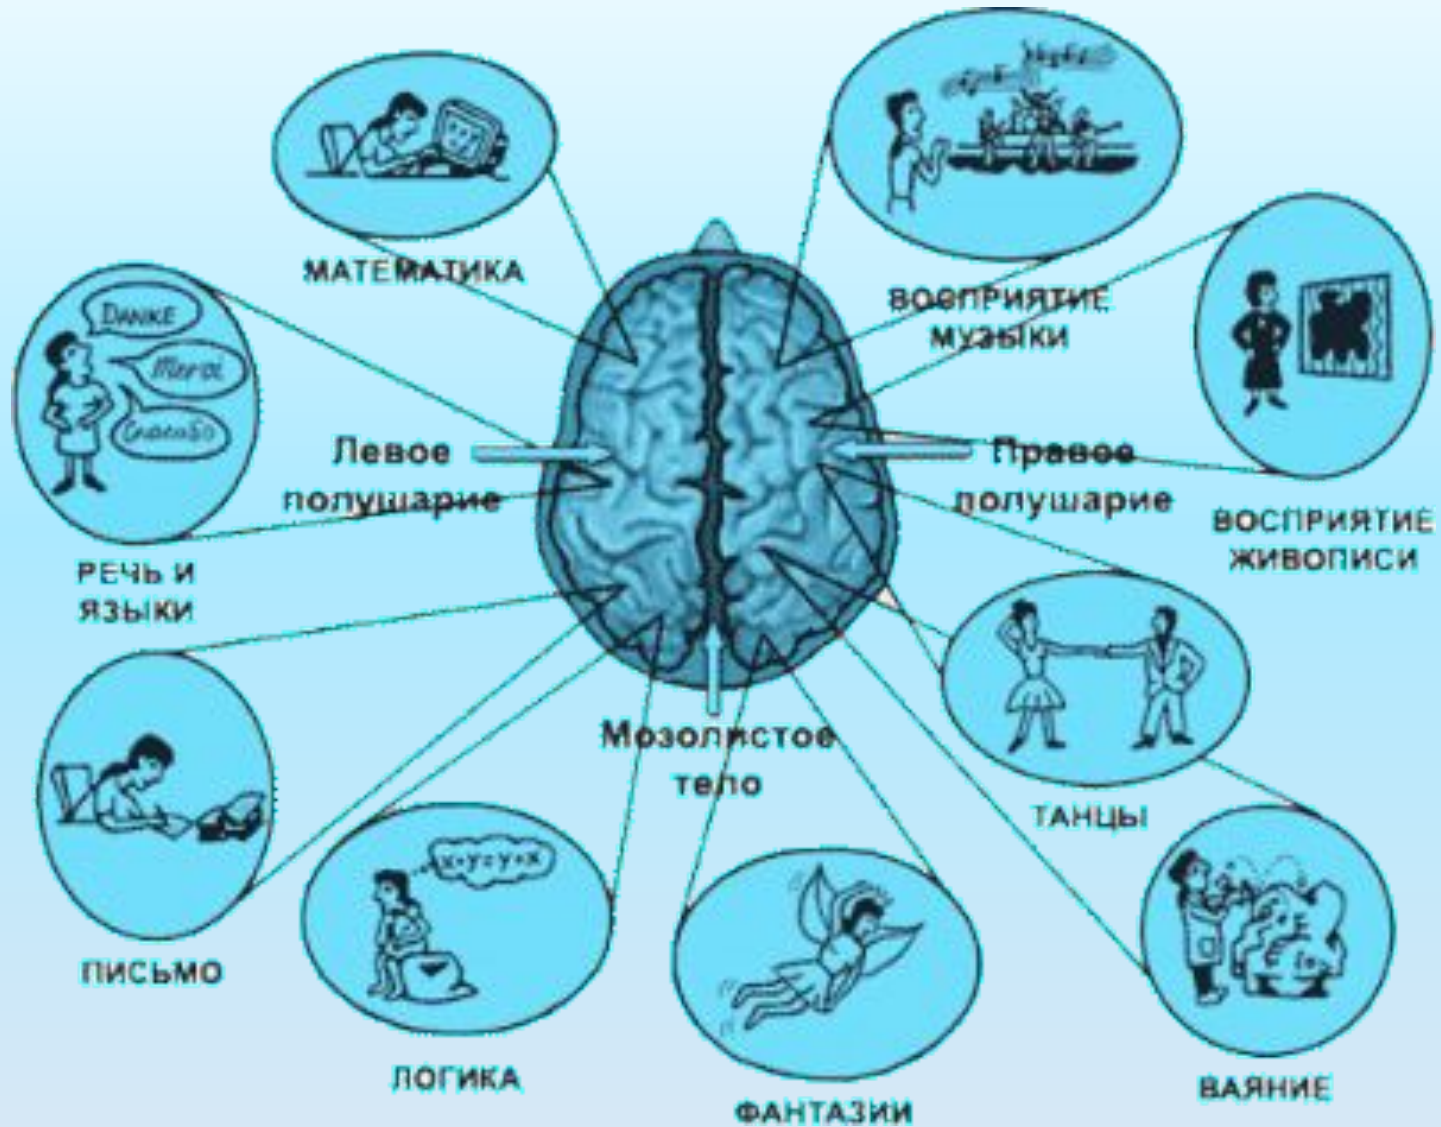 МАТЕМАТИКА
ВОСПРИЯТИЕ
МУЗЫКИ
DANKE
Merci
Спасибо
РЕЧЬ И
ЯЗЫКИ
Левое
полушарие
Правое
полушарие
ВОСПРИЯТИЕ
ЖИВОПИСИ
Мозолистое
тело
ТАНЦЫ
ПИСЬМО
x+y=y+x
ЛОГИКА
ФАНТАЗИИ
ВАЯНИЕ